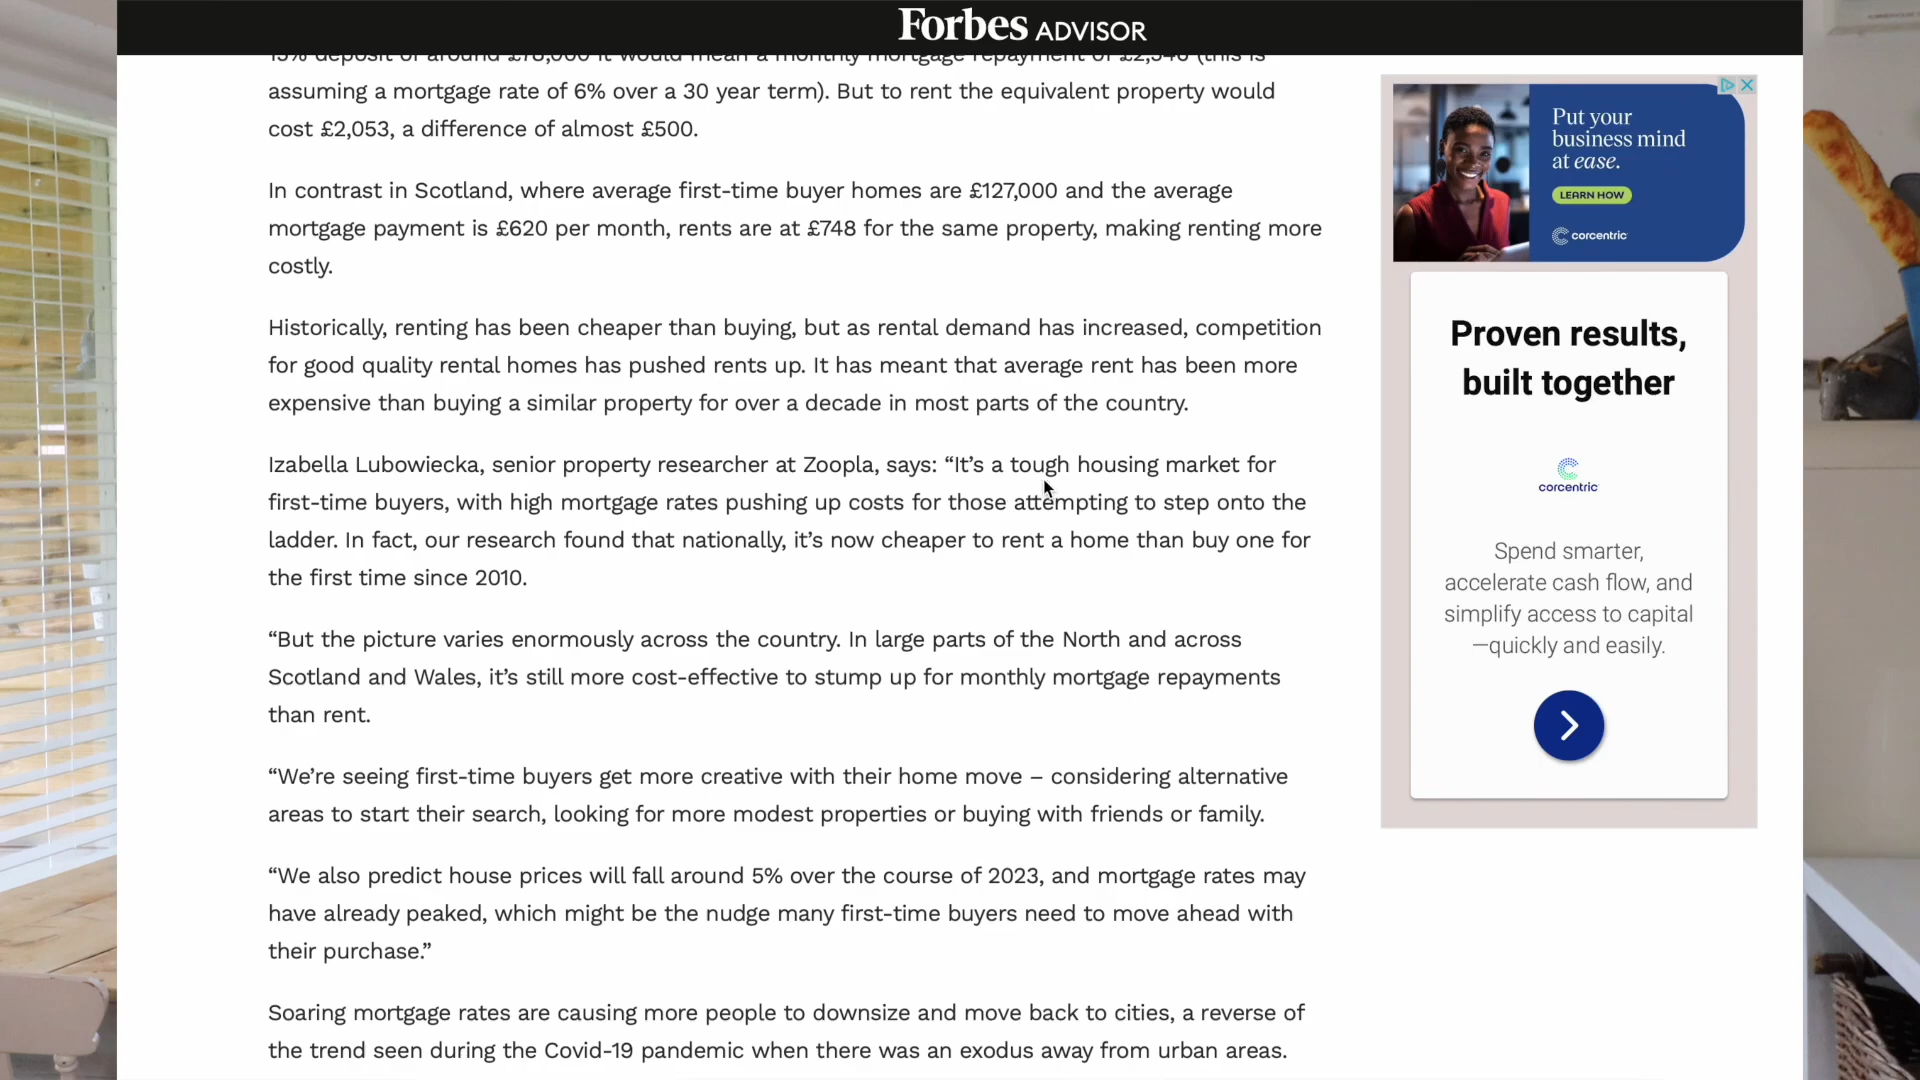 Forbes ADVISOR
assuming a mortgage rate of 6% over a 30 year term). But to rent the equivalent property would
cost £2,053, a difference of almost £500.
In contrast in Scotland, where average first-time buyer homes are £127,000 and the average
mortgage payment is £620 per month, rents are at £748 for the same property, making renting more
costly.
Historically, renting has been cheaper than buying, but as rental demand has increased, competition
for good quality rental homes has pushed rents up. It has meant that average rent has been more
expensive than buying a similar property for over a decade in most parts of the country.
Izabella Lubowiecka, senior property researcher at Zoopla, says: “It’s a tough housing market for
first-time buyers, with high mortgage rates pushing up costs for those attempting to step onto the
ladder. In fact, our research found that nationally, it’s now cheaper to rent a home than buy one for
the first time since 2010.
“But the picture varies enormously across the country. In large parts of the North and across
Scotland and Wales, it’s still more cost-effective to stump up for monthly mortgage repayments
than rent.
“We’re seeing first-time buyers get more creative with their home move – considering alternative
areas to start their search, looking for more modest properties or buying with friends or family.
“We also predict house prices will fall around 5% over the course of 2023, and mortgage rates may
have already peaked, which might be the nudge many first-time buyers need to move ahead with
their purchase.”
Soaring mortgage rates are causing more people to downsize and move back to cities, a reverse of
the trend seen during the Covid-19 pandemic when there was an exodus away from urban areas.
Put your
business mind
at ease.
LEARN HOW
corcentric
Proven results,
built together
corcentric
Spend smarter,
accelerate cash flow, and
simplify access to capital
—quickly and easily.